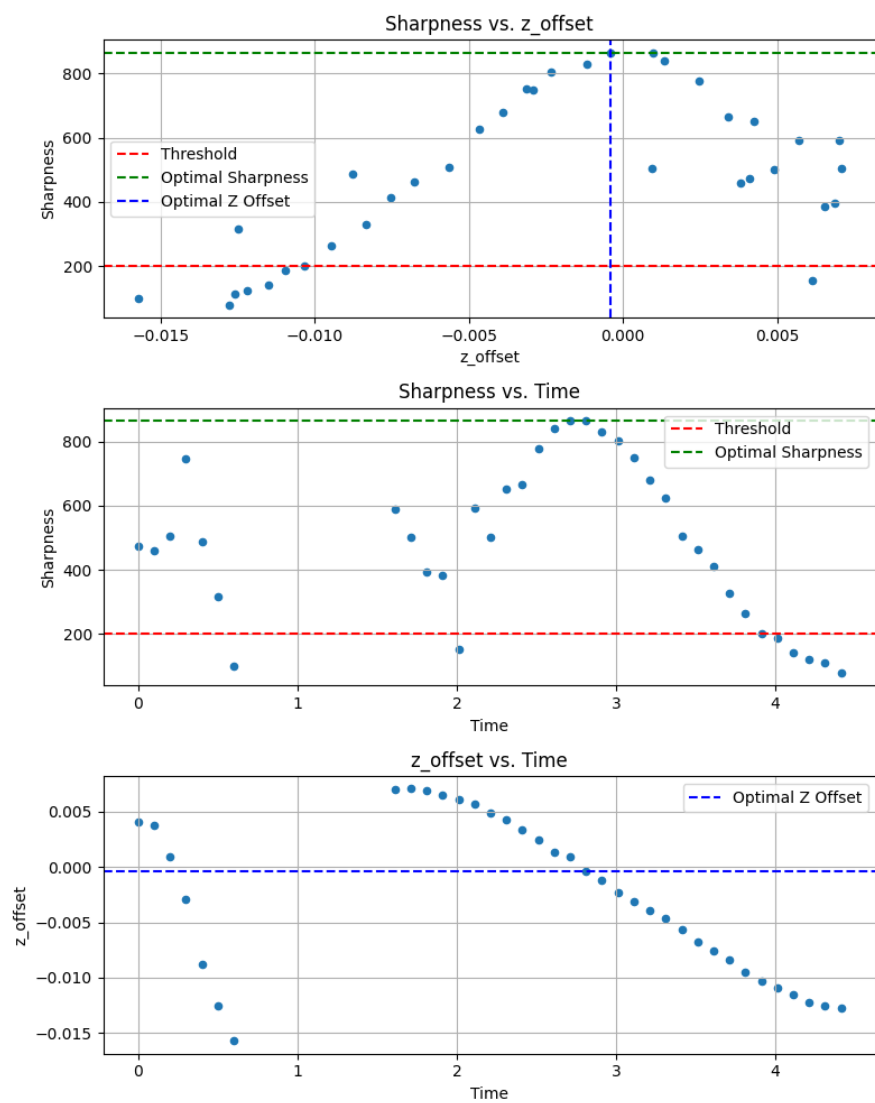 Sharpness vs. z_offset
800
600
400
200
Sharpness
Threshold
Optimal Sharpness
Optimal Z Offset
−0.015
−0.010
−0.005
0.000
0.005
z_offset
Sharpness vs. Time
800
600
400
200
Sharpness
Threshold
Optimal Sharpness
0
1
2
3
4
Time
z_offset vs. Time
0.005
0.000
−0.005
−0.010
−0.015
z_offset
Optimal Z Offset
0
1
2
3
4
Time